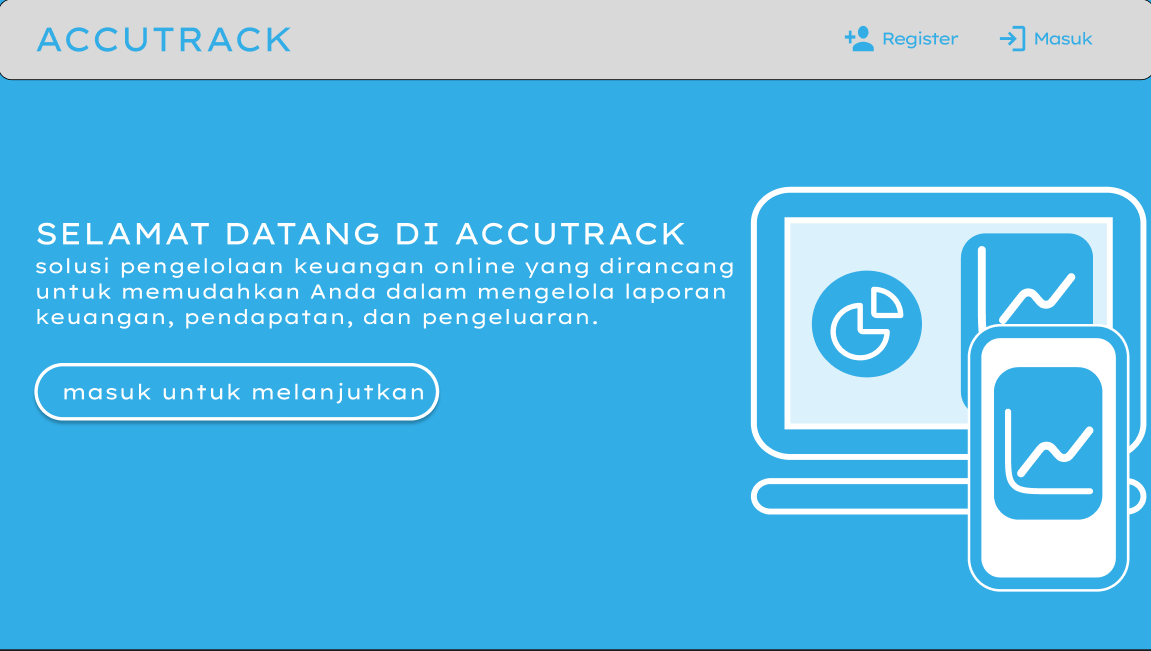 ACCUTRACK
Register
Masuk
SELAMAT DATANG DI ACCUTRACK
solusi pengelolaan keuangan online yang dirancang
untuk memudahkan Anda dalam mengelola laporan
keuangan, pendapatan, dan pengeluaran.
masuk untuk melanjutkan